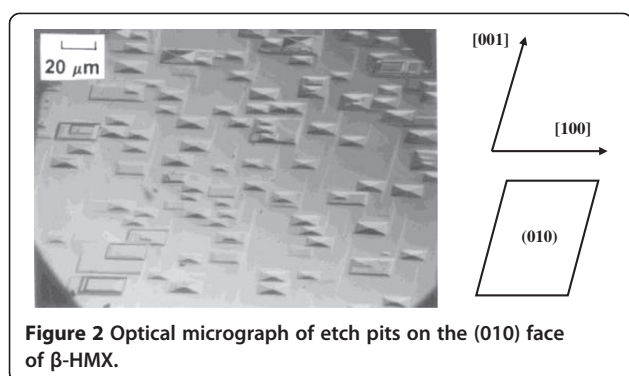 20 μm
[001]
[100]
(010)
Figure 2 Optical micrograph of etch pits on the (010) face
of β-HMX.